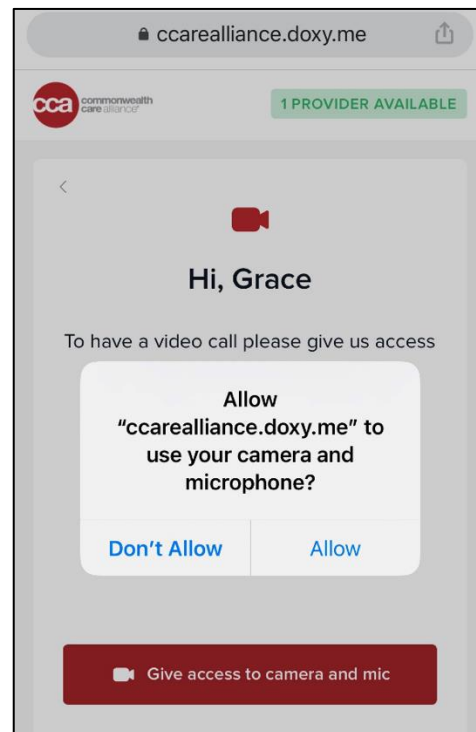 ccarealliance.doxy.me
cca commonwealth
care alliance®
1 PROVIDER AVAILABLE
Hi, Grace
To have a video call please give us access
Allow
“ccarealliance.doxy.me” to
use your camera and
microphone?
Don’t Allow
Allow
Give access to camera and mic